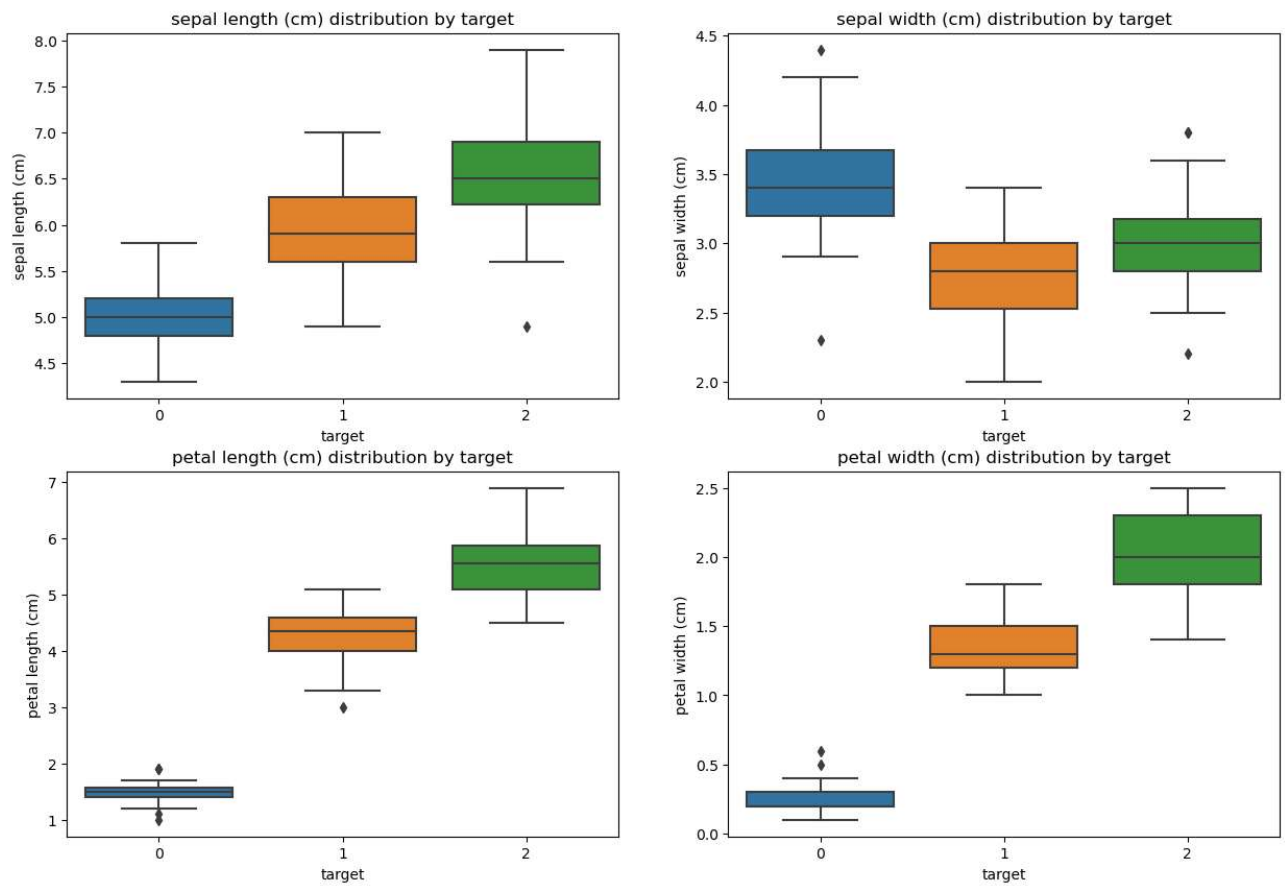 sepal length (cm) distribution by target
sepal length (cm)
8.0
7.5
7.0
6.5
6.0
5.5
5.0
4.5
0 1 2
target
sepal width (cm) distribution by target
sepal width (cm)
4.5
4.0
3.5
3.0
2.5
2.0
0 1 2
target
petal length (cm) distribution by target
petal length (cm)
7
6
5
4
3
2
1
0 1 2
target
petal width (cm) distribution by target
petal width (cm)
2.5
2.0
1.5
1.0
0.5
0.0
0 1 2
target